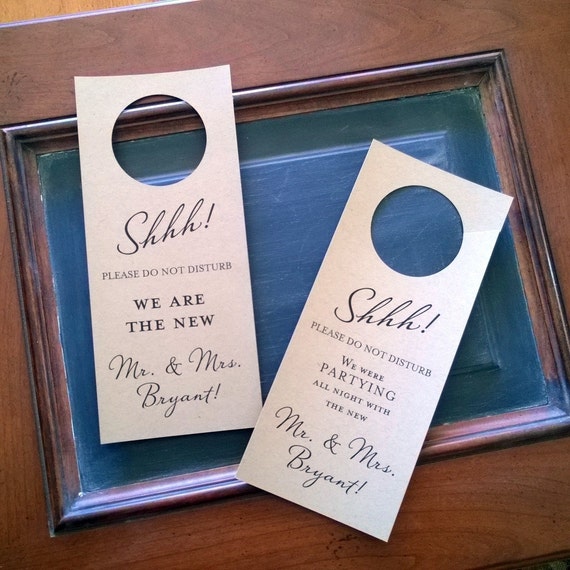 Shhh!
PLEASE DO NOT DISTURB
WE ARE
THE NEW
Mr. & Mrs.
Bryant!
Shhh!
PLEASE DO NOT DISTURB
WE WERE
PARTYING
ALL NIGHT WITH
THE NEW
Mr. & Mrs.
Bryant!